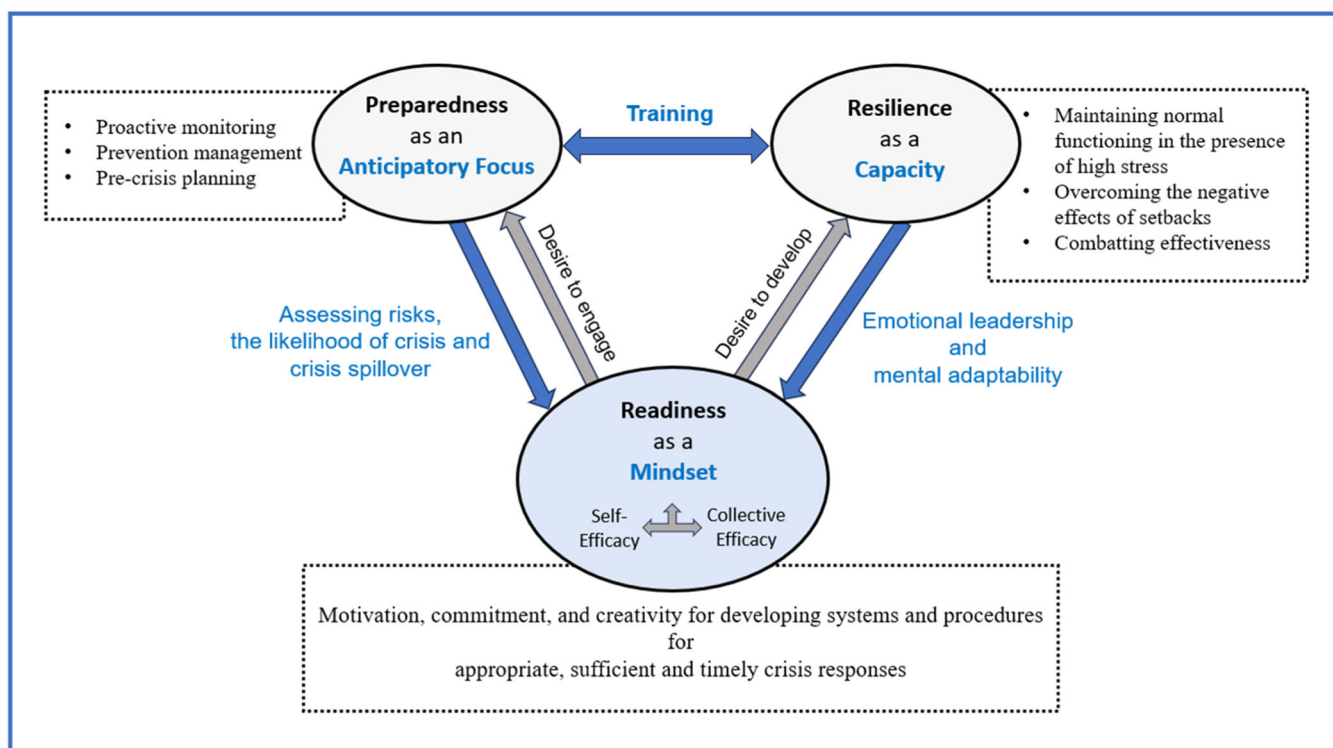 Preparedness
as an
Anticipatory Focus
• Proactive monitoring
• Prevention management
• Pre-crisis planning
Training
Resilience
as a
Capacity
• Maintaining normal
functioning in the presence
of high stress
• Overcoming the negative
effects of setbacks
• Combatting effectiveness
Assessing risks,
the likelihood of crisis and
crisis spillover
Desire to engage
Desire to develop
Emotional leadership
and
mental adaptability
Readiness
as a
Mindset
Self-
Efficacy
Collective
Efficacy
Motivation, commitment, and creativity for developing systems and procedures
for
appropriate, sufficient and timely crisis responses